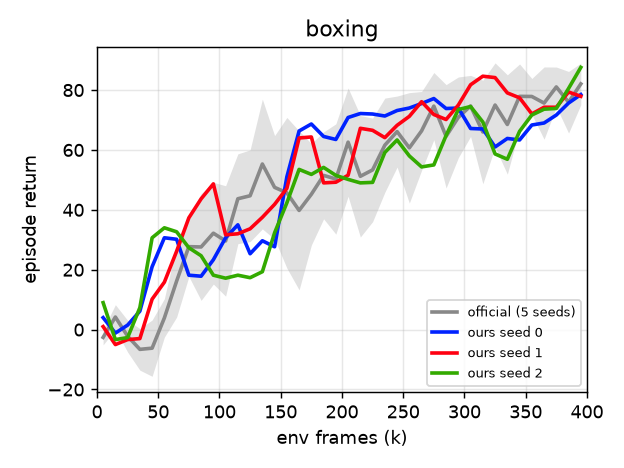 boxing
episode return
80
60
40
20
0
−20
0 50 100 150 200 250 300 350 400
env frames (k)
official (5 seeds)
ours seed 0
ours seed 1
ours seed 2